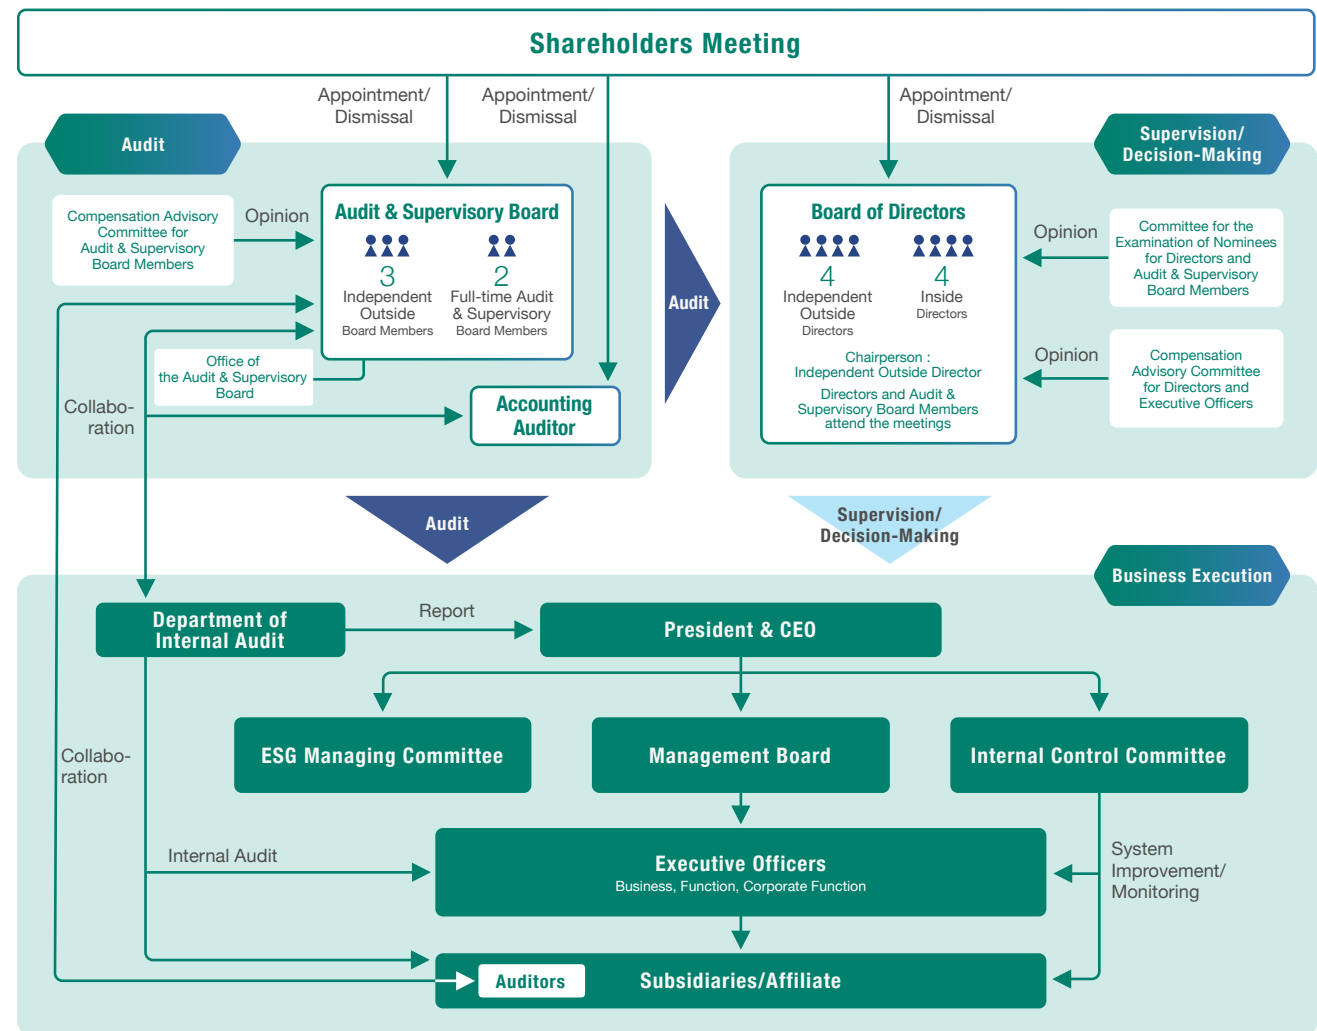 Shareholders Meeting
Appointment/
Dismissal
Appointment/
Dismissal
Appointment/
Dismissal
Audit
Compensation Advisory
Committee for
Audit & Supervisory
Board Members
Opinion
Audit & Supervisory Board
3
Independent
Outside
Board Members
2
Full-time Audit
& Supervisory
Board Members
Office of
the Audit & Supervisory
Board
Collabo-
ration
Accounting
Auditor
Audit
Supervision/
Decision-Making
Board of Directors
4
Independent
Outside
Directors
4
Inside
Directors
Chairperson :
Independent Outside Director
Directors and Audit &
Supervisory Board Members
attend the meetings
Opinion
Committee for the
Examination of Nominees
for Directors and
Audit & Supervisory
Board Members
Opinion
Compensation
Advisory Committee
for Directors and
Executive Officers
Audit
Supervision/
Decision-Making
Business Execution
Department of
Internal Audit
Report
President & CEO
ESG Managing Committee
Management Board
Internal Control Committee
Collabo-
ration
Internal Audit
Executive Officers
Business, Function, Corporate Function
System
Improvement/
Monitoring
Auditors
Subsidiaries/Affiliate